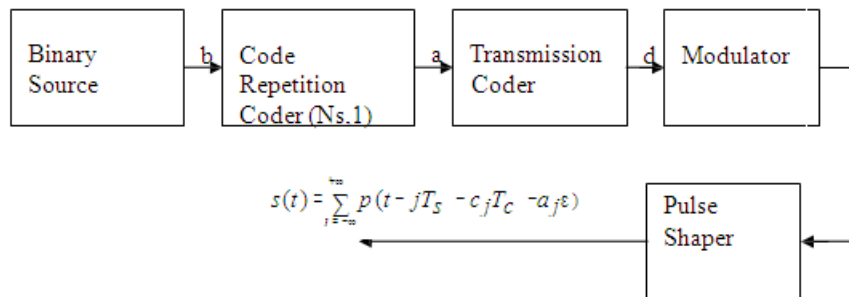 Binary
Source
b
Code
Repetition
Coder (Ns,1)
a
Transmission
Coder
d
Modulator
s(t) = +∞ ∑ j = -∞ p (t - jT_S - c_jT_C - a_jε)
Pulse
Shaper